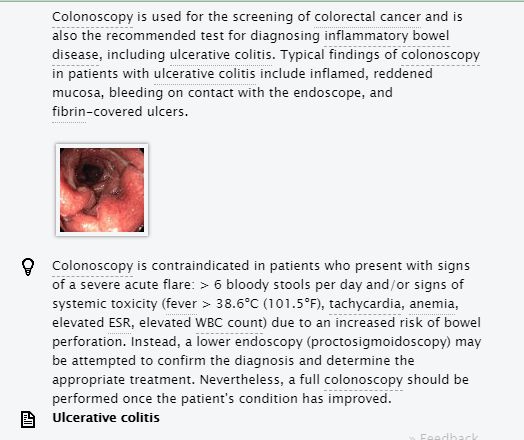 Colonoscopy is used for the screening of colorectal cancer and is
also the recommended test for diagnosing inflammatory bowel
disease, including ulcerative colitis. Typical findings of colonoscopy
in patients with ulcerative colitis include inflamed, reddened
mucosa, bleeding on contact with the endoscope, and
fibrin–covered ulcers.
Colonoscopy is contraindicated in patients who present with signs
of a severe acute flare: > 6 bloody stools per day and/or signs of
systemic toxicity (fever > 38.6°C (101.5°F), tachycardia, anemia,
elevated ESR, elevated WBC count) due to an increased risk of bowel
perforation. Instead, a lower endoscopy (proctosigmoidoscopy) may
be attempted to confirm the diagnosis and determine the
appropriate treatment. Nevertheless, a full colonoscopy should be
performed once the patient's condition has improved.
Ulcerative colitis
» Feedback